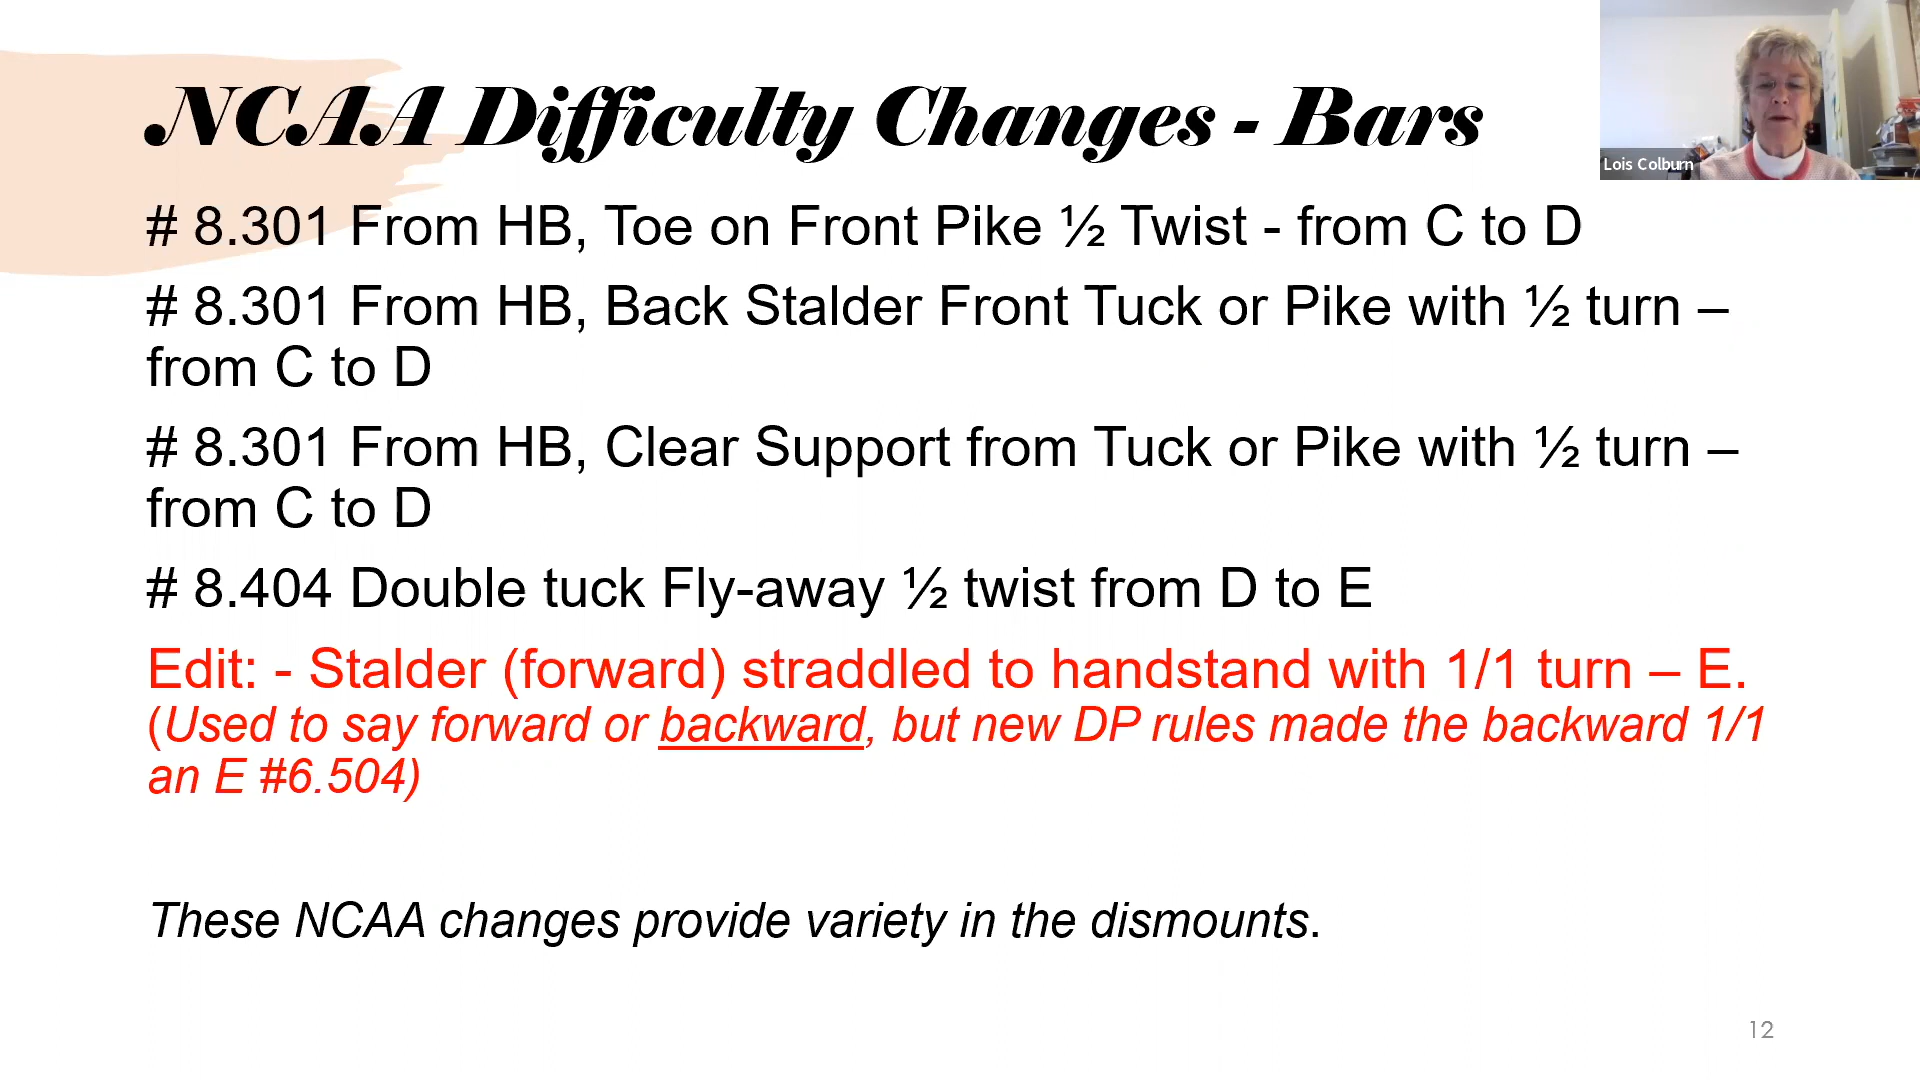 NCAA Difficulty Changes - Bars
Lois Colburn
# 8.301 From HB, Toe on Front Pike ½ Twist - from C to D
# 8.301 From HB, Back Stalder Front Tuck or Pike with ½ turn –
from C to D
# 8.301 From HB, Clear Support from Tuck or Pike with ½ turn –
from C to D
# 8.404 Double tuck Fly-away ½ twist from D to E
Edit: - Stalder (forward) straddled to handstand with 1/1 turn – E.
(Used to say forward or backward, but new DP rules made the backward 1/1
an E #6.504)
These NCAA changes provide variety in the dismounts.
12